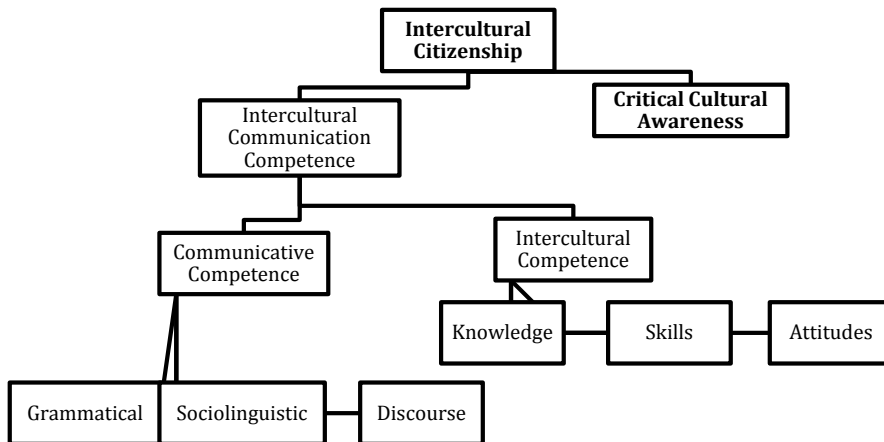 Intercultural
Citizenship
Critical Cultural
Awareness
Intercultural
Communication
Competence
Communicative
Competence
Intercultural
Competence
Knowledge
Skills
Attitudes
Grammatical
Sociolinguistic
Discourse